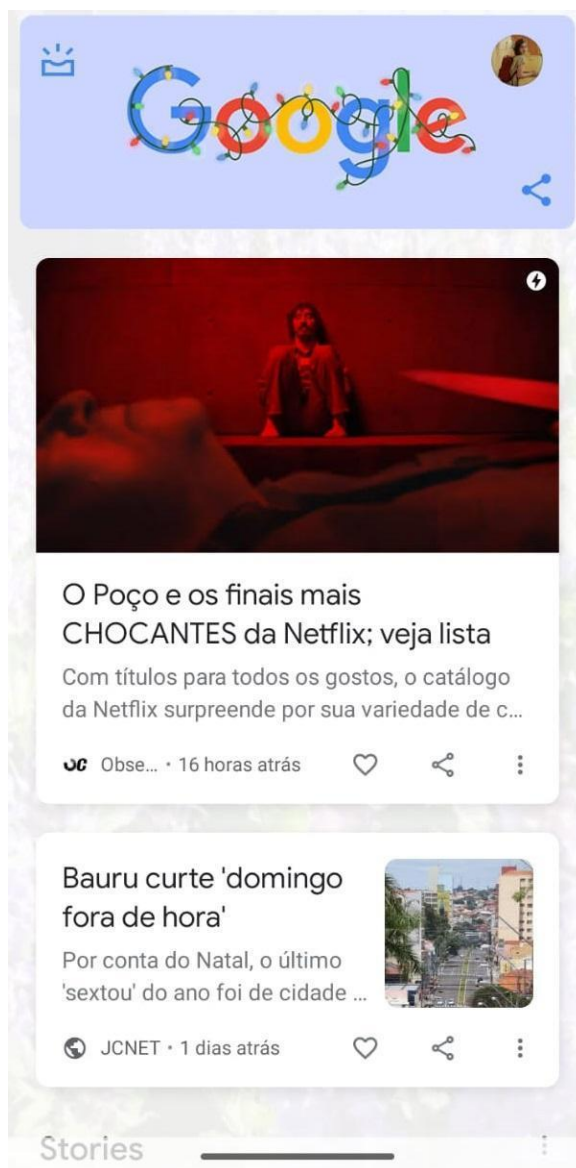 Google
O Poço e os finais mais
CHOCANTES da Netflix; veja lista
Com títulos para todos os gostos, o catálogo
da Netflix surpreende por sua variedade de c...
OC Obse... • 16 horas atrás
Bauru curte 'domingo
fora de hora'
Por conta do Natal, o último
'sextou' do ano foi de cidade ...
JCNET • 1 dias atrás
Stories